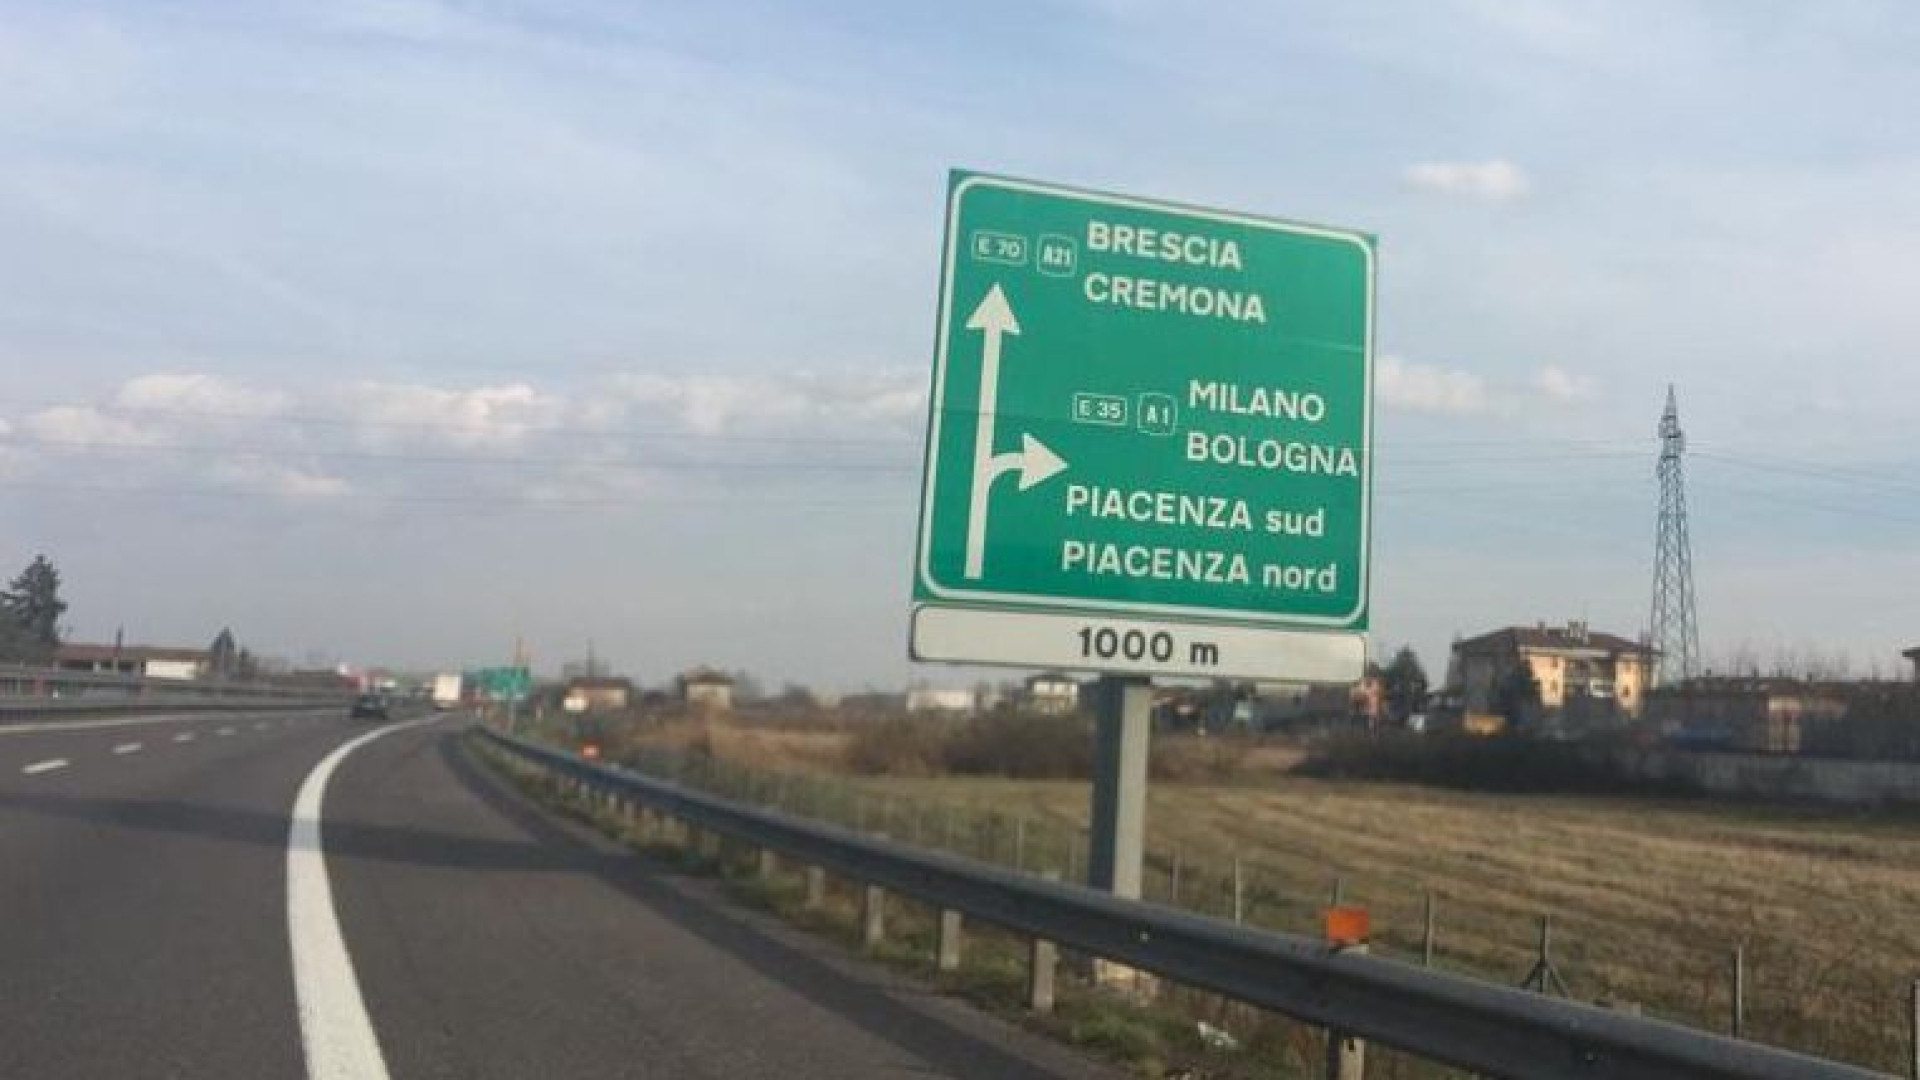 E 70 A21 BRESCIA
CREMONA
E 35 A1 MILANO
BOLOGNA
PIACENZA sud
PIACENZA nord
1000 m